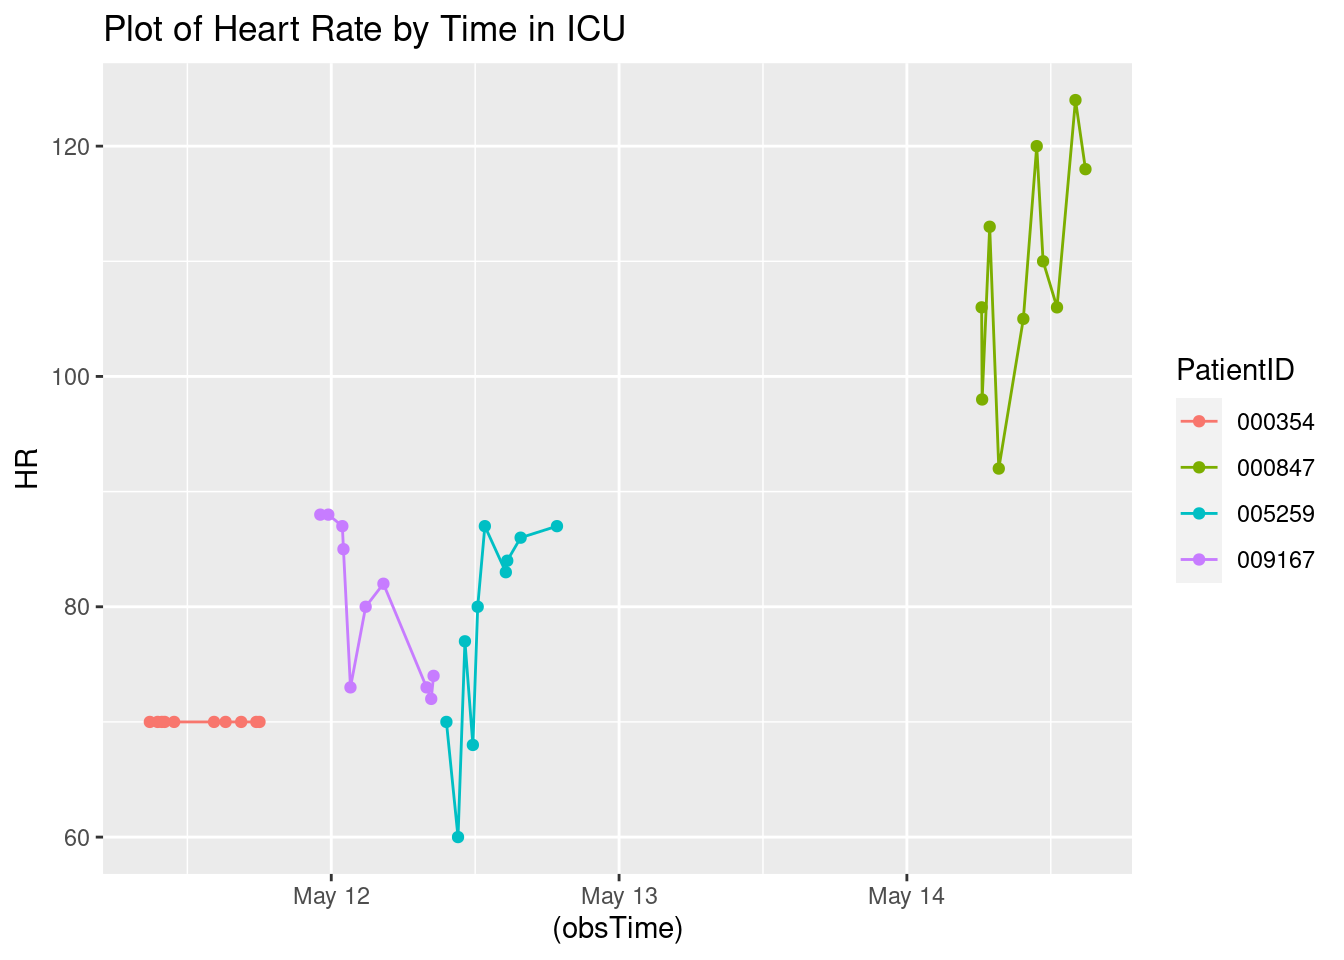 Plot of Heart Rate by Time in ICU
120
100
80
60
HR
May 12
May 13
May 14
(obsTime)
PatientID
000354
000847
005259
009167